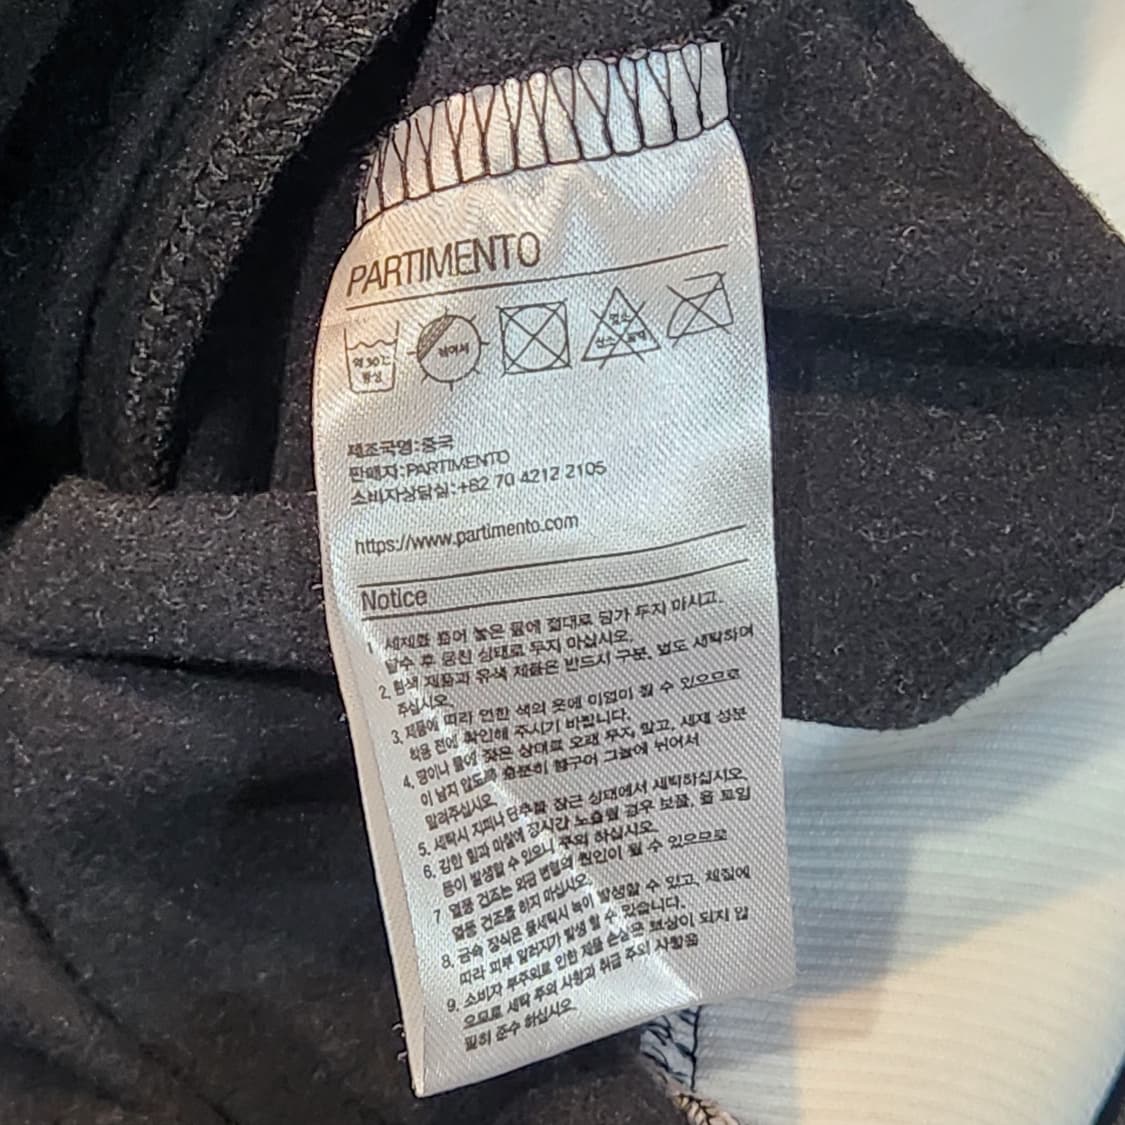 PARTIMENTO
약 30℃
중성
뉘어서
염소
산소 표백
제조국명:중국
판매자:PARTIMENTO
소비자상담실:+82 70 4212 2105
https://www.partimento.com
Notice
1. 세제를 풀어 놓은 물에 절대로 담가 두지 마시고,
탈수 후 뭉친 상태로 두지 마십시오.
2. 흰색 제품과 유색 제품은 반드시 구분, 별도 세탁하며
주십시오.
3. 제품에 따라 연한 색의 옷에 이염이 될 수 있으므로
착용 전에 확인해 주시기 바랍니다.
4. 땀이나 물에 젖은 상태로 오래 두지 말고, 세제 성분
이 남지 않도록 충분히 헹구어 그늘에 뉘어서
말려주십시오.
5. 세탁시 지퍼나 단추를 잠근 상태에서 세탁하십시오.
6. 강한 힘과 마찰에 장시간 노출될 경우 보풀, 올 트임
등이 발생할 수 있으니 주의 하십시오.
7. 열풍 건조는 외급 변형의 원인이 될 수 있으므로
열풍 건조를 하지 마십시오.
8. 금속 장식은 물세탁시 녹이 발생할 수 있고, 체질에
따라 피부 알러지가 발생 할 수 있습니다.
9. 소비자 부주의로 인한 제품 손상은 보상이 되지 않
으므로 세탁 주의 사항과 취급 주의 사항을
필히 준수 하십시오.